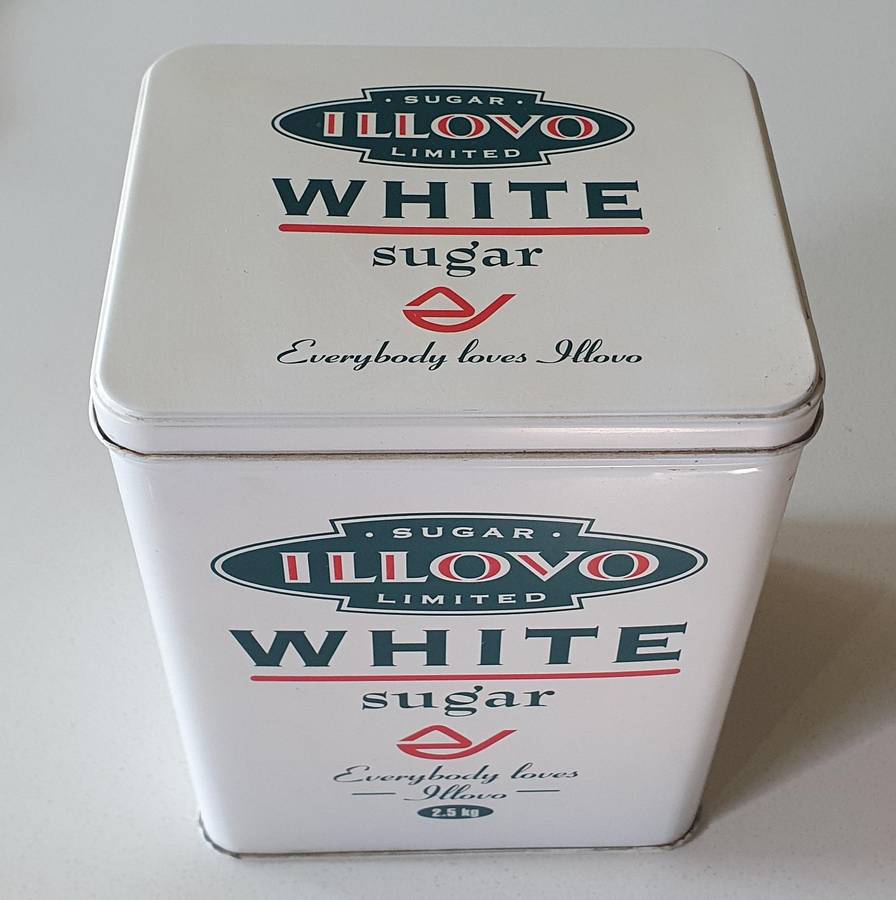 · SUGAR ·
ILLOVO
LIMITED
WHITE
sugar
Everybody loves Illovo
· SUGAR ·
ILLOVO
LIMITED
WHITE
sugar
Everybody loves
Illovo
2.5 kg